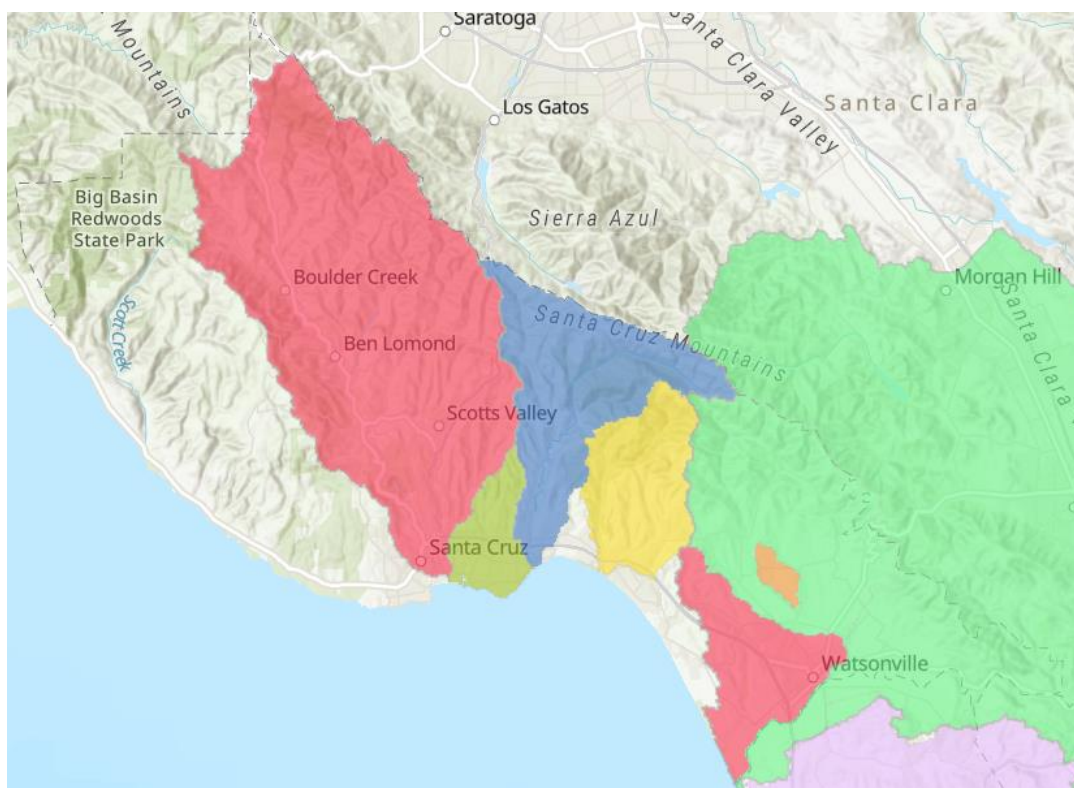 Saratoga
Mountains
Santa Clara Valley
Santa Clara
Los Gatos
Big Basin
Redwoods
State Park
Sierra Azul
Boulder Creek
Morgan Hill
Scott Creek
Santa Cruz Mountains
Santa Clara
Ben Lomond
Scotts Valley
Santa Cruz
Watsonville